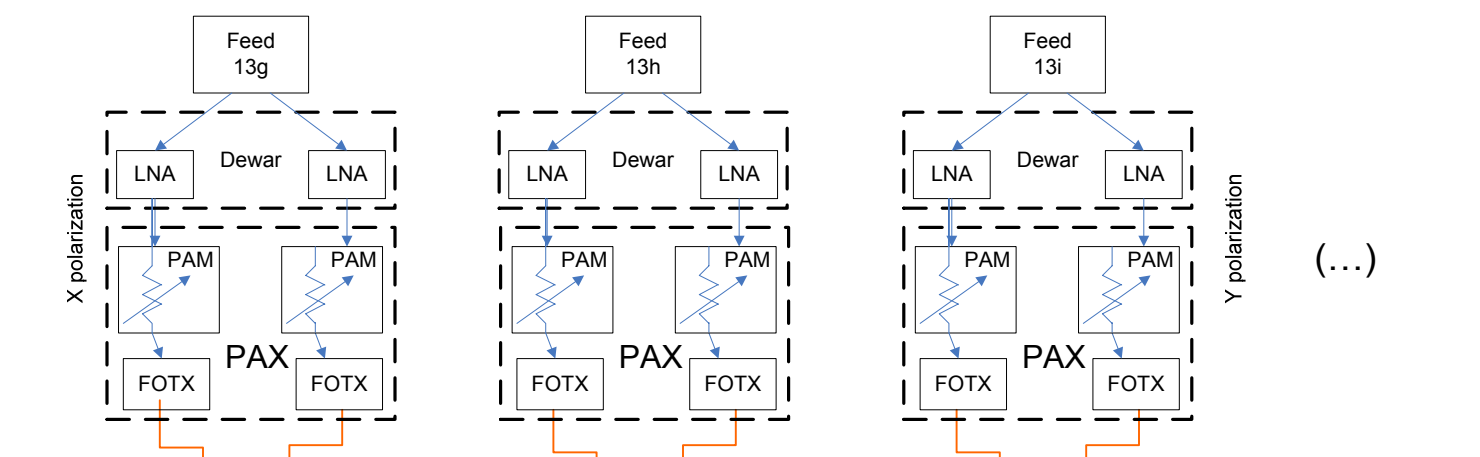 Feed
13g
Feed
13h
Feed
13i
LNA
Dewar
LNA
LNA
Dewar
LNA
LNA
Dewar
LNA
X polarization
Y polarization
PAM
PAM
PAM
PAM
PAM
PAM
(…)
PAX
PAX
PAX
FOTX
FOTX
FOTX
FOTX
FOTX
FOTX